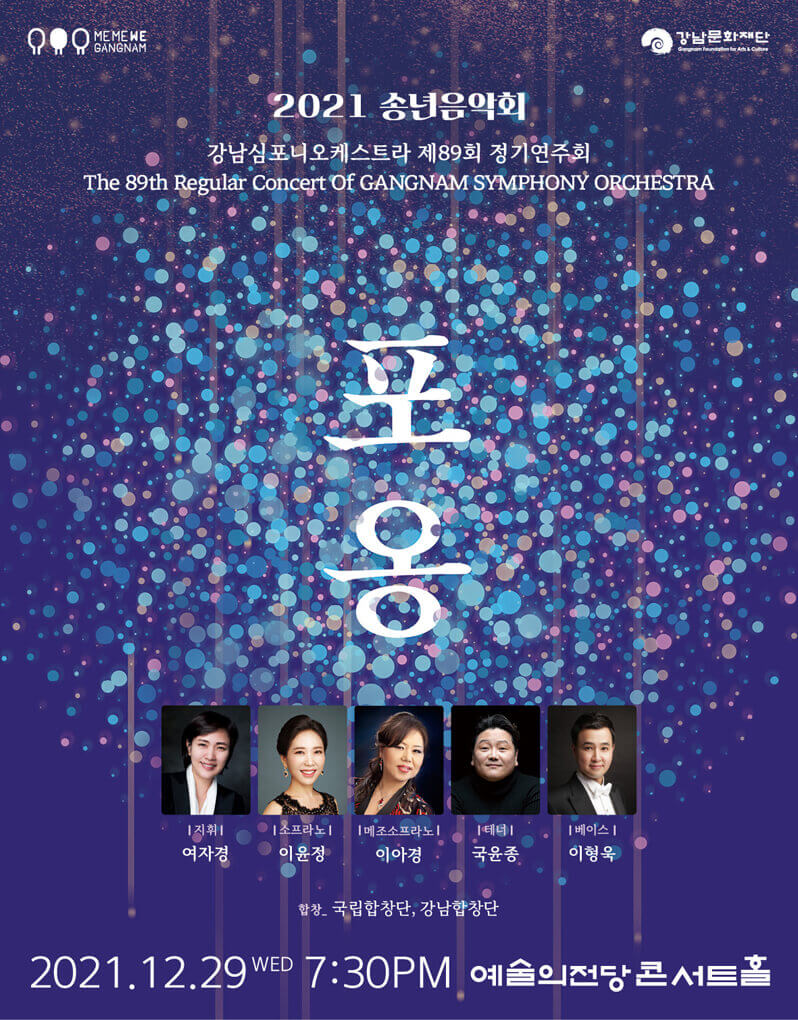 MEMEWE
GANGNAM
강남문화재단
Gangnam Foundation for Arts & Culture
2021 송년음악회
강남심포니오케스트라 제89회 정기연주회
The 89th Regular Concert Of GANGNAM SYMPHONY ORCHESTRA
포
옹
| 지휘 | | 소프라노 | | 메조소프라노 | | 테너 | | 베이스 |
여자경 이윤정 이아경 국윤종 이형욱
합창_ 국립합창단, 강남합창단
2021.12.29 WED 7:30PM 예술의전당 콘서트홀